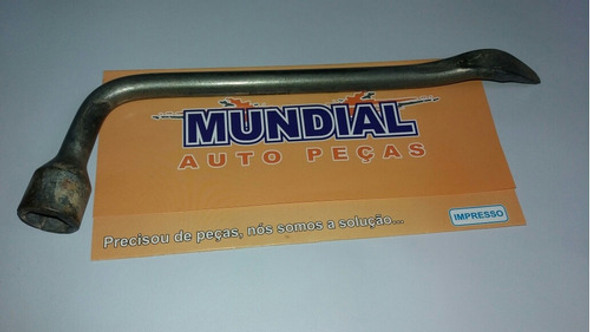 MUNDIAL
AUTO PEÇAS
Precisou de peças, nós somos a solução...
IMPRESSO